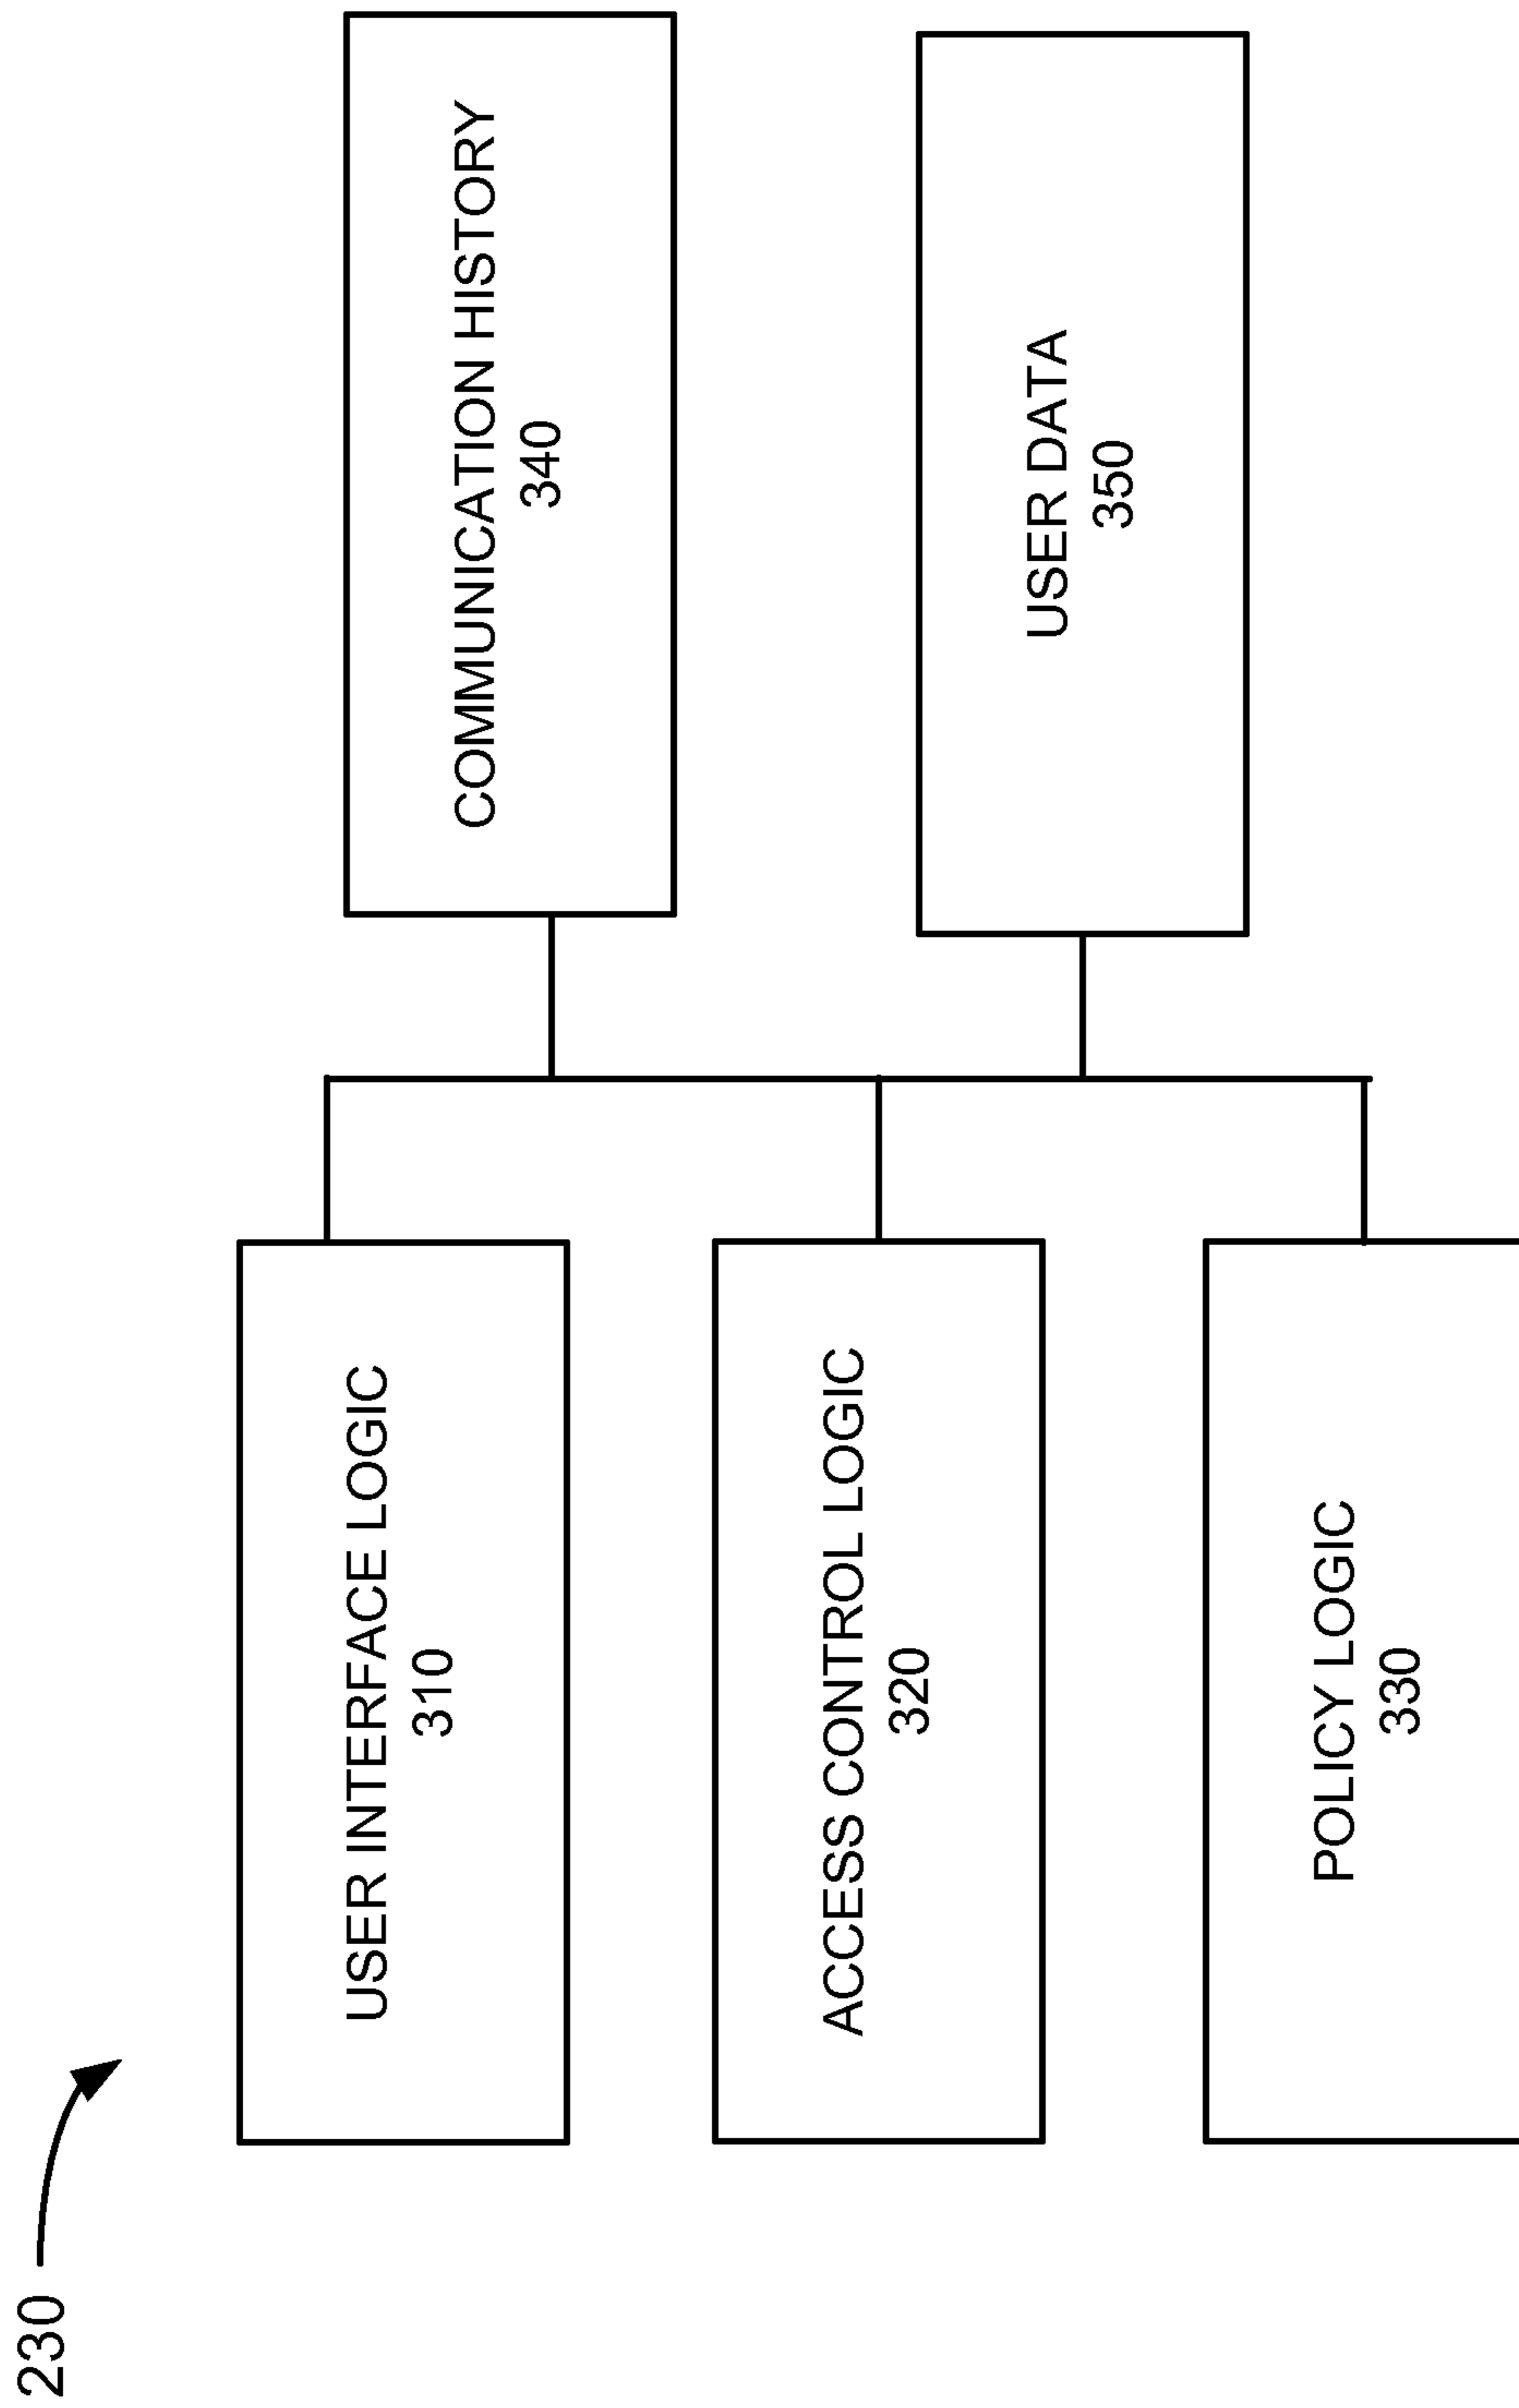 230
USER INTERFACE LOGIC
310
ACCESS CONTROL LOGIC
320
POLICY LOGIC
330
COMMUNICATION HISTORY
340
USER DATA
350